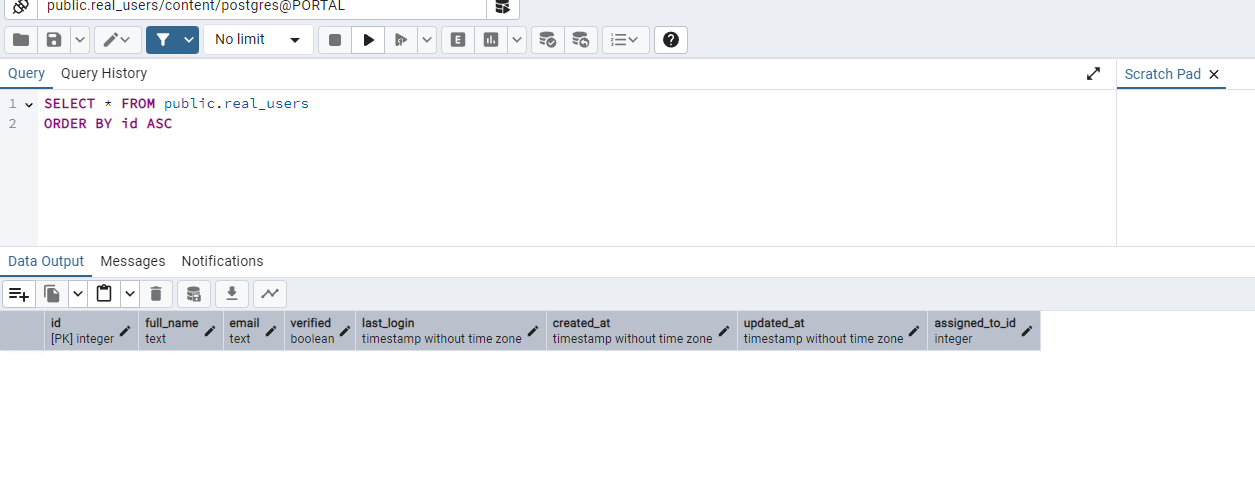 public.real_users/content/postgres@PORTAL
No limit
E
Query Query History
Scratch Pad
1 SELECT * FROM public.real_users
2 ORDER BY id ASC
Data Output Messages Notifications
id full_name email verified last_login created_at updated_at assigned_to_id
[PK] integer text text boolean timestamp without time zone timestamp without time zone timestamp without time zone integer